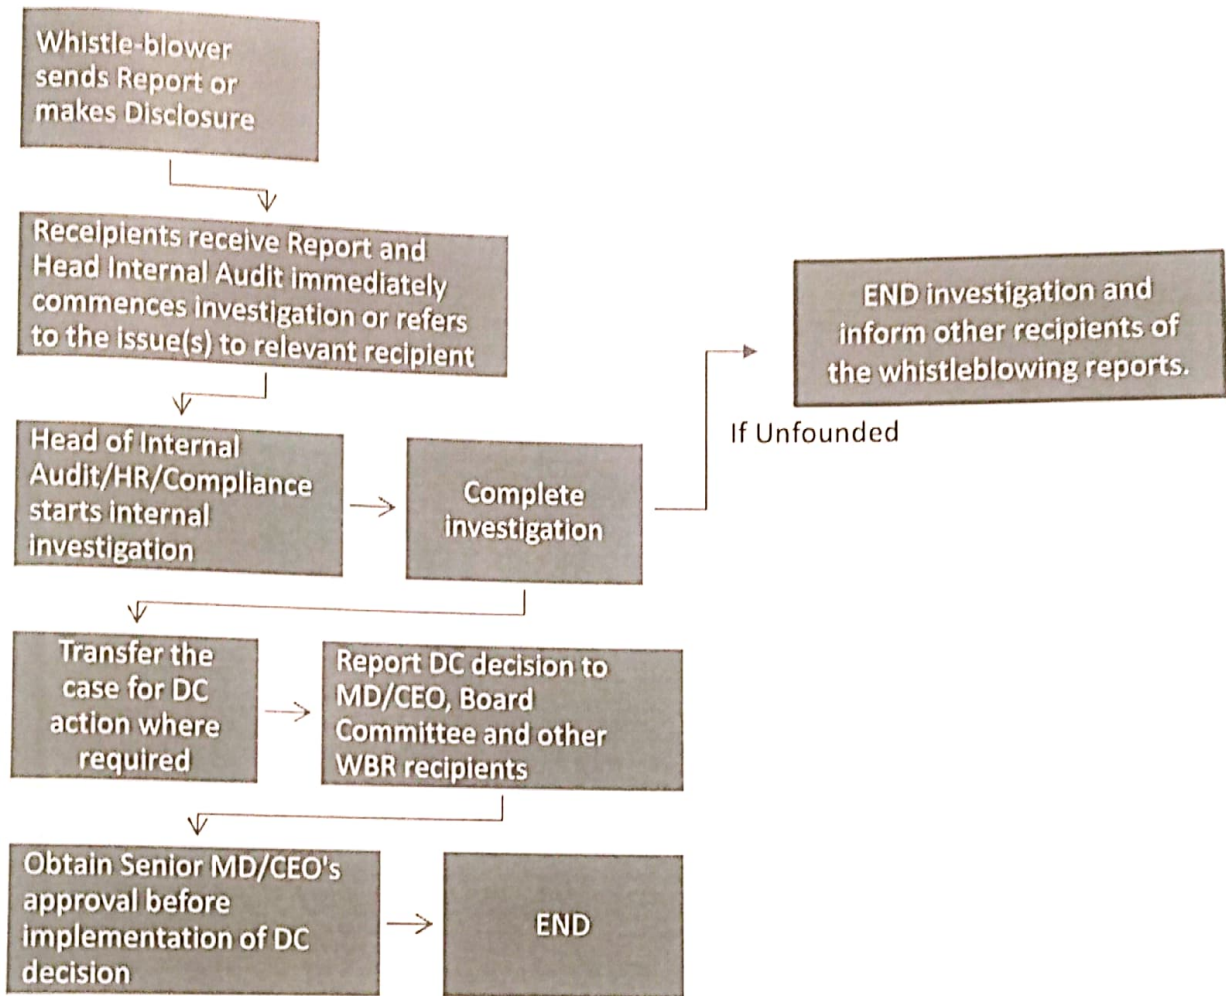 Whistle-blower
sends Report or
makes Disclosure
Receipients receive Report and
Head Internal Audit immediately
commences investigation or refers
to the issue(s) to relevant recipient
END investigation and
inform other recipients of
the whistleblowing reports.
If Unfounded
Head of Internal
Audit/HR/Compliance
starts internal
investigation
Complete
investigation
Transfer the
case for DC
action where
required
Report DC decision to
MD/CEO, Board
Committee and other
WBR recipients
Obtain Senior MD/CEO's
approval before
implementation of DC
decision
END